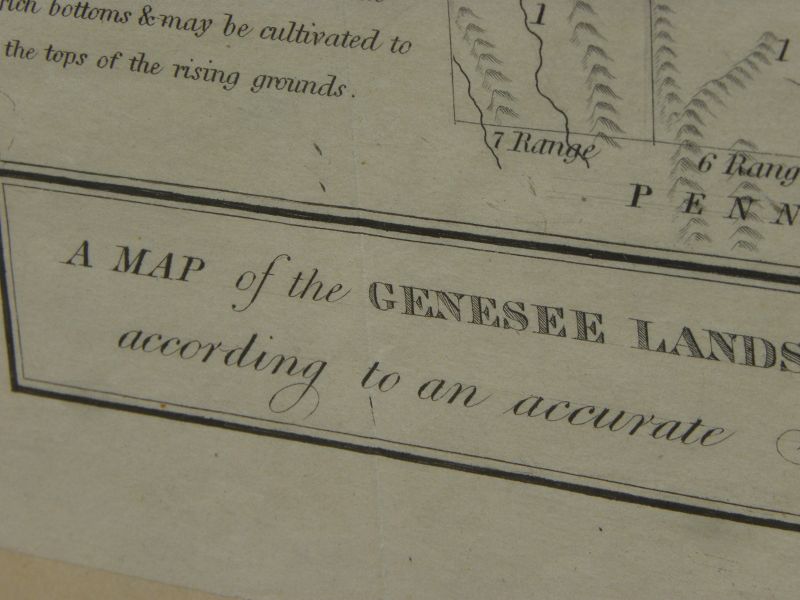 rich bottoms & may be cultivated to
the tops of the rising grounds.
1
1
7 Range
6 Rang
PENN
A MAP of the GENESEE LANDS
according to an accurate